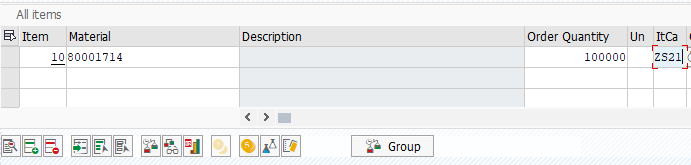 All items
Item Material Description Order Quantity Un ItCa
10 80001714 100000 ZS21
Group